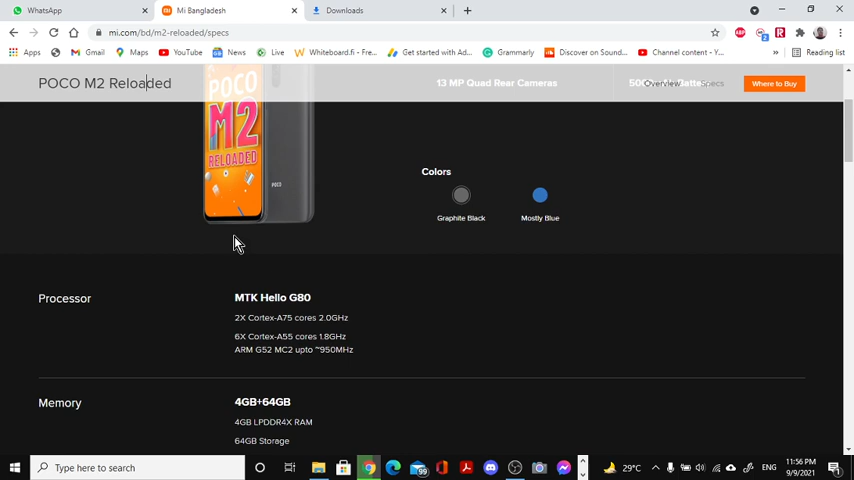 WhatsApp
Mi Bangladesh
Downloads
mi.com/bd/m2-reloaded/specs
ABP
2
R
Apps
Gmail
Maps
YouTube
News
Live
Whiteboard.fi - Fre...
Get started with Ad...
Grammarly
Discover on Sound...
Channel content - Y...
»
Reading list
POCO M2 Reloaded
13 MP Quad Rear Cameras
Overview
Specs
Where to Buy
POCO
M2
RELOADED
POCO
Colors
Graphite Black
Mostly Blue
Processor
MTK Hello G80
2X Cortex-A75 cores 2.0GHz
6X Cortex-A55 cores 1.8GHz
ARM G52 MC2 upto ~950MHz
Memory
4GB+64GB
4GB LPDDR4X RAM
64GB Storage
Type here to search
99
29°C
ENG
11:56 PM
9/9/2021